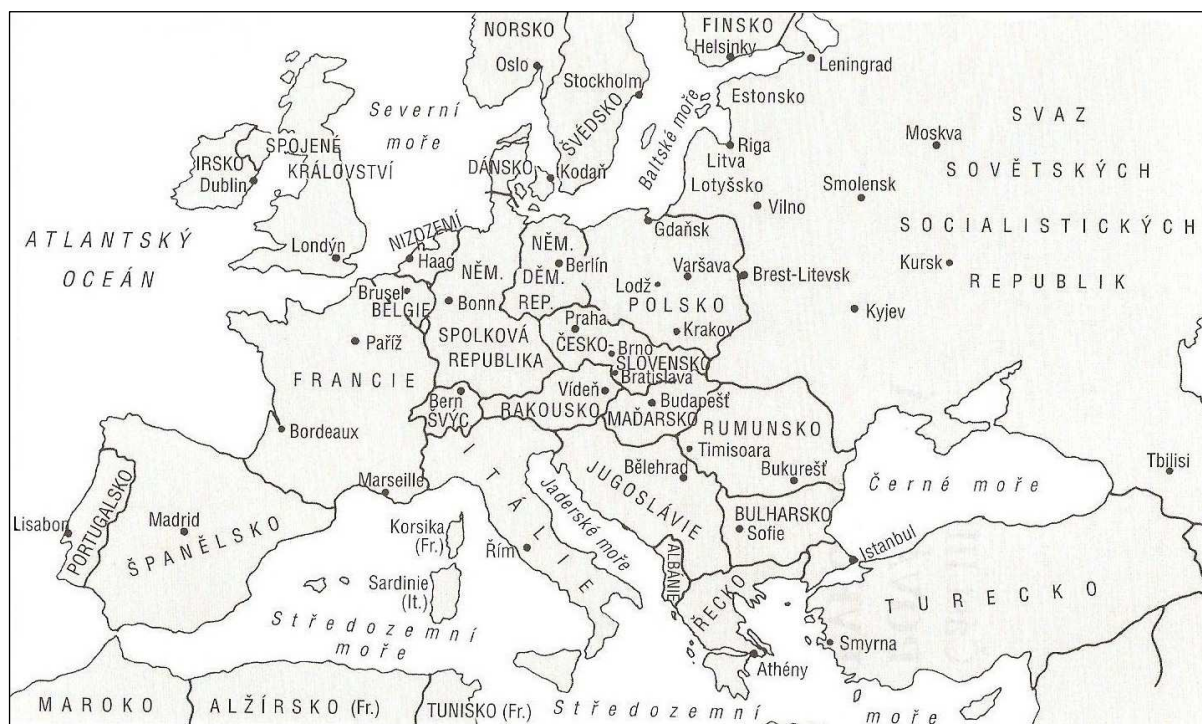 NORSKO
Oslo
Stockholm
ŠVÉDSKO
FINSKO
Helsinky
Leningrad
Estonsko
Severní
moře
Baltské moře
Riga
Litva
Lotyšsko
Vilno
Moskva
Smolensk
SVAZ
SOVĚTSKÝCH
SOCIALISTICKÝCH
REPUBLIK
Kursk
Kyjev
IRSKO
Dublin
SPOJENÉ
KRÁLOVSTVÍ
Londýn
DÁNSKO
Kodaň
ATLANTSKÝ
OCEÁN
NIZOZEMÍ
Haag
Brusel
BELGIE
NĚM.
Bonn
SPOLKOVÁ
REPUBLIKA
NĚM.
Berlín
DĚM.
REP.
Gdaňsk
Varšava
Lodž
POLSKO
Krakov
Brest-Litevsk
Praha
ČESKO-
Brno
SLOVENSKO
Bratislava
Paříž
FRANCIE
Bordeaux
Marseille
Bern
ŠVÝC.
Vídeň
RAKOUSKO
Budapešť
MAĎARSKO
RUMUNSKO
Timisoara
Bukurešť
Bělehrad
JUGOSLÁVIE
ITÁLIE
Řím
Jaderské moře
Korsika
(Fr.)
Sardinie
(It.)
Lisabon
PORTUGALSKO
Madrid
ŠPANĚLSKO
Středozemní
moře
BULHARSKO
Sofie
ALBÁNIE
ŘECKO
Athény
Černé moře
Tbilisi
Istanbul
TURECKO
Smyrna
MAROKO
ALŽÍRSKO (Fr.)
TUNISKO (Fr.)
Středozemní
moře